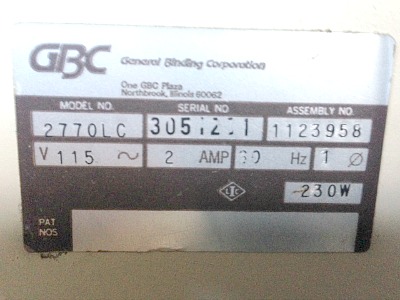 GBC General Binding Corporation
One GBC Plaza
Northbrook, Illinois 60062
MODEL NO. SERIAL NO. ASSEMBLY NO.
2770LC 1123958
V 115 ~ 2 AMP Hz 1 Ø
230W
PAT
NOS